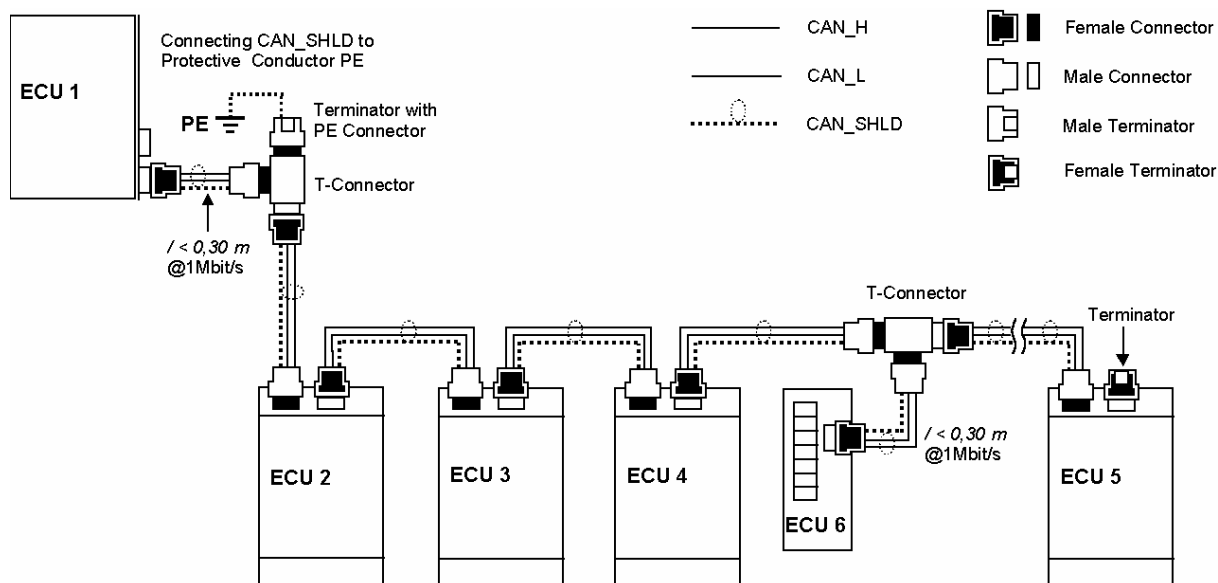 Connecting CAN_SHLD to
Protective Conductor PE
ECU 1
PE
Terminator with
PE Connector
T-Connector
/ < 0,30 m
@1Mbit/s
CAN_H
CAN_L
CAN_SHLD
Female Connector
Male Connector
Male Terminator
Female Terminator
T-Connector
Terminator
/ < 0,30 m
@1Mbit/s
ECU 2
ECU 3
ECU 4
ECU 6
ECU 5